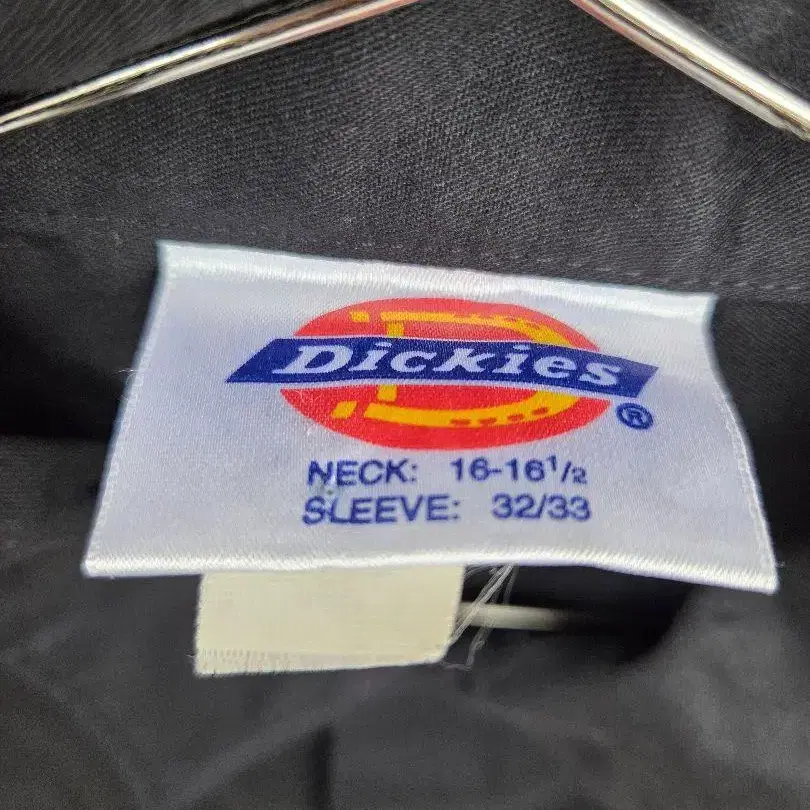 Dickies®
NECK: 16-16½
SLEEVE: 32/33